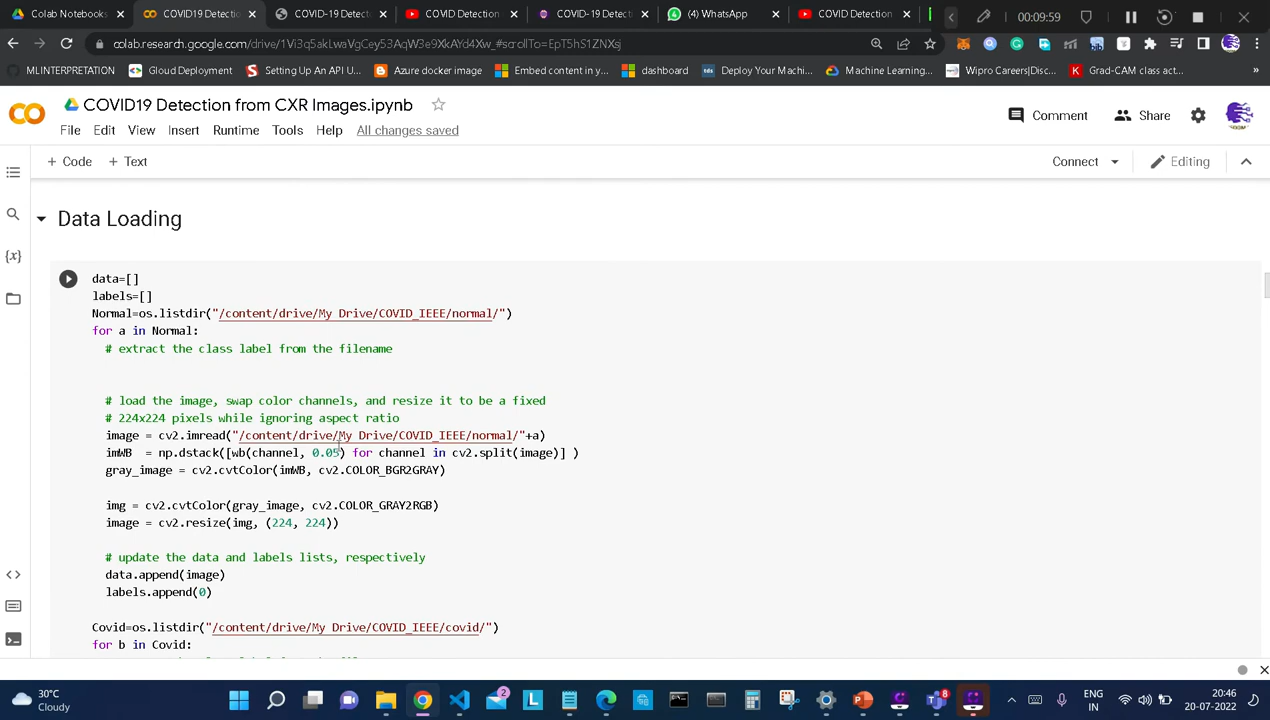 Colab Notebooks
COVID19 Detecti
COVID-19 Detect
COVID Detection
COVID-19 Detect
(4) WhatsApp
COVID Detection
00:09:59
colab.research.google.com/drive/1Vi3q5akLwaVgCey53AqW3e9XkAYd4Xw_#scrollTo=EpT5hS1ZNXsj
MLINTERPRETATION
Gloud Deployment
Setting Up An API U...
Azure docker image
Embed content in y...
dashboard
Deploy Your Machi...
Machine Learning...
Wipro Careers|Disc...
Grad-CAM class act...
COVID19 Detection from CXR Images.ipynb
Comment
Share
File Edit View Insert Runtime Tools Help All changes saved
+ Code + Text
Connect
Editing
Data Loading
data=[]
labels=[]
Normal=os.listdir("/content/drive/My Drive/COVID_IEEE/normal/")
for a in Normal:
# extract the class label from the filename
# load the image, swap color channels, and resize it to be a fixed
# 224x224 pixels while ignoring aspect ratio
image = cv2.imread("/content/drive/My Drive/COVID_IEEE/normal/"+a)
imWB = np.dstack([wb(channel, 0.05) for channel in cv2.split(image)] )
gray_image = cv2.cvtColor(imWB, cv2.COLOR_BGR2GRAY)
img = cv2.cvtColor(gray_image, cv2.COLOR_GRAY2RGB)
image = cv2.resize(img, (224, 224))
# update the data and labels lists, respectively
data.append(image)
labels.append(0)
Covid=os.listdir("/content/drive/My Drive/COVID_IEEE/covid/")
for b in Covid:
30°C
Cloudy
ENG
IN
20:46
20-07-2022